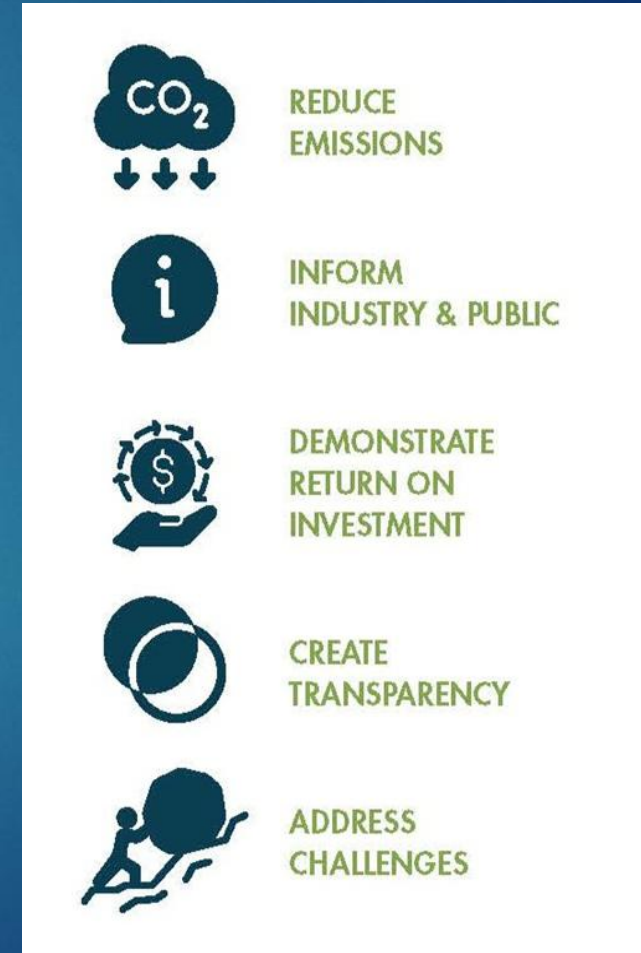 CO₂
REDUCE
EMISSIONS
i
INFORM
INDUSTRY & PUBLIC
$
DEMONSTRATE
RETURN ON
INVESTMENT
CREATE
TRANSPARENCY
ADDRESS
CHALLENGES